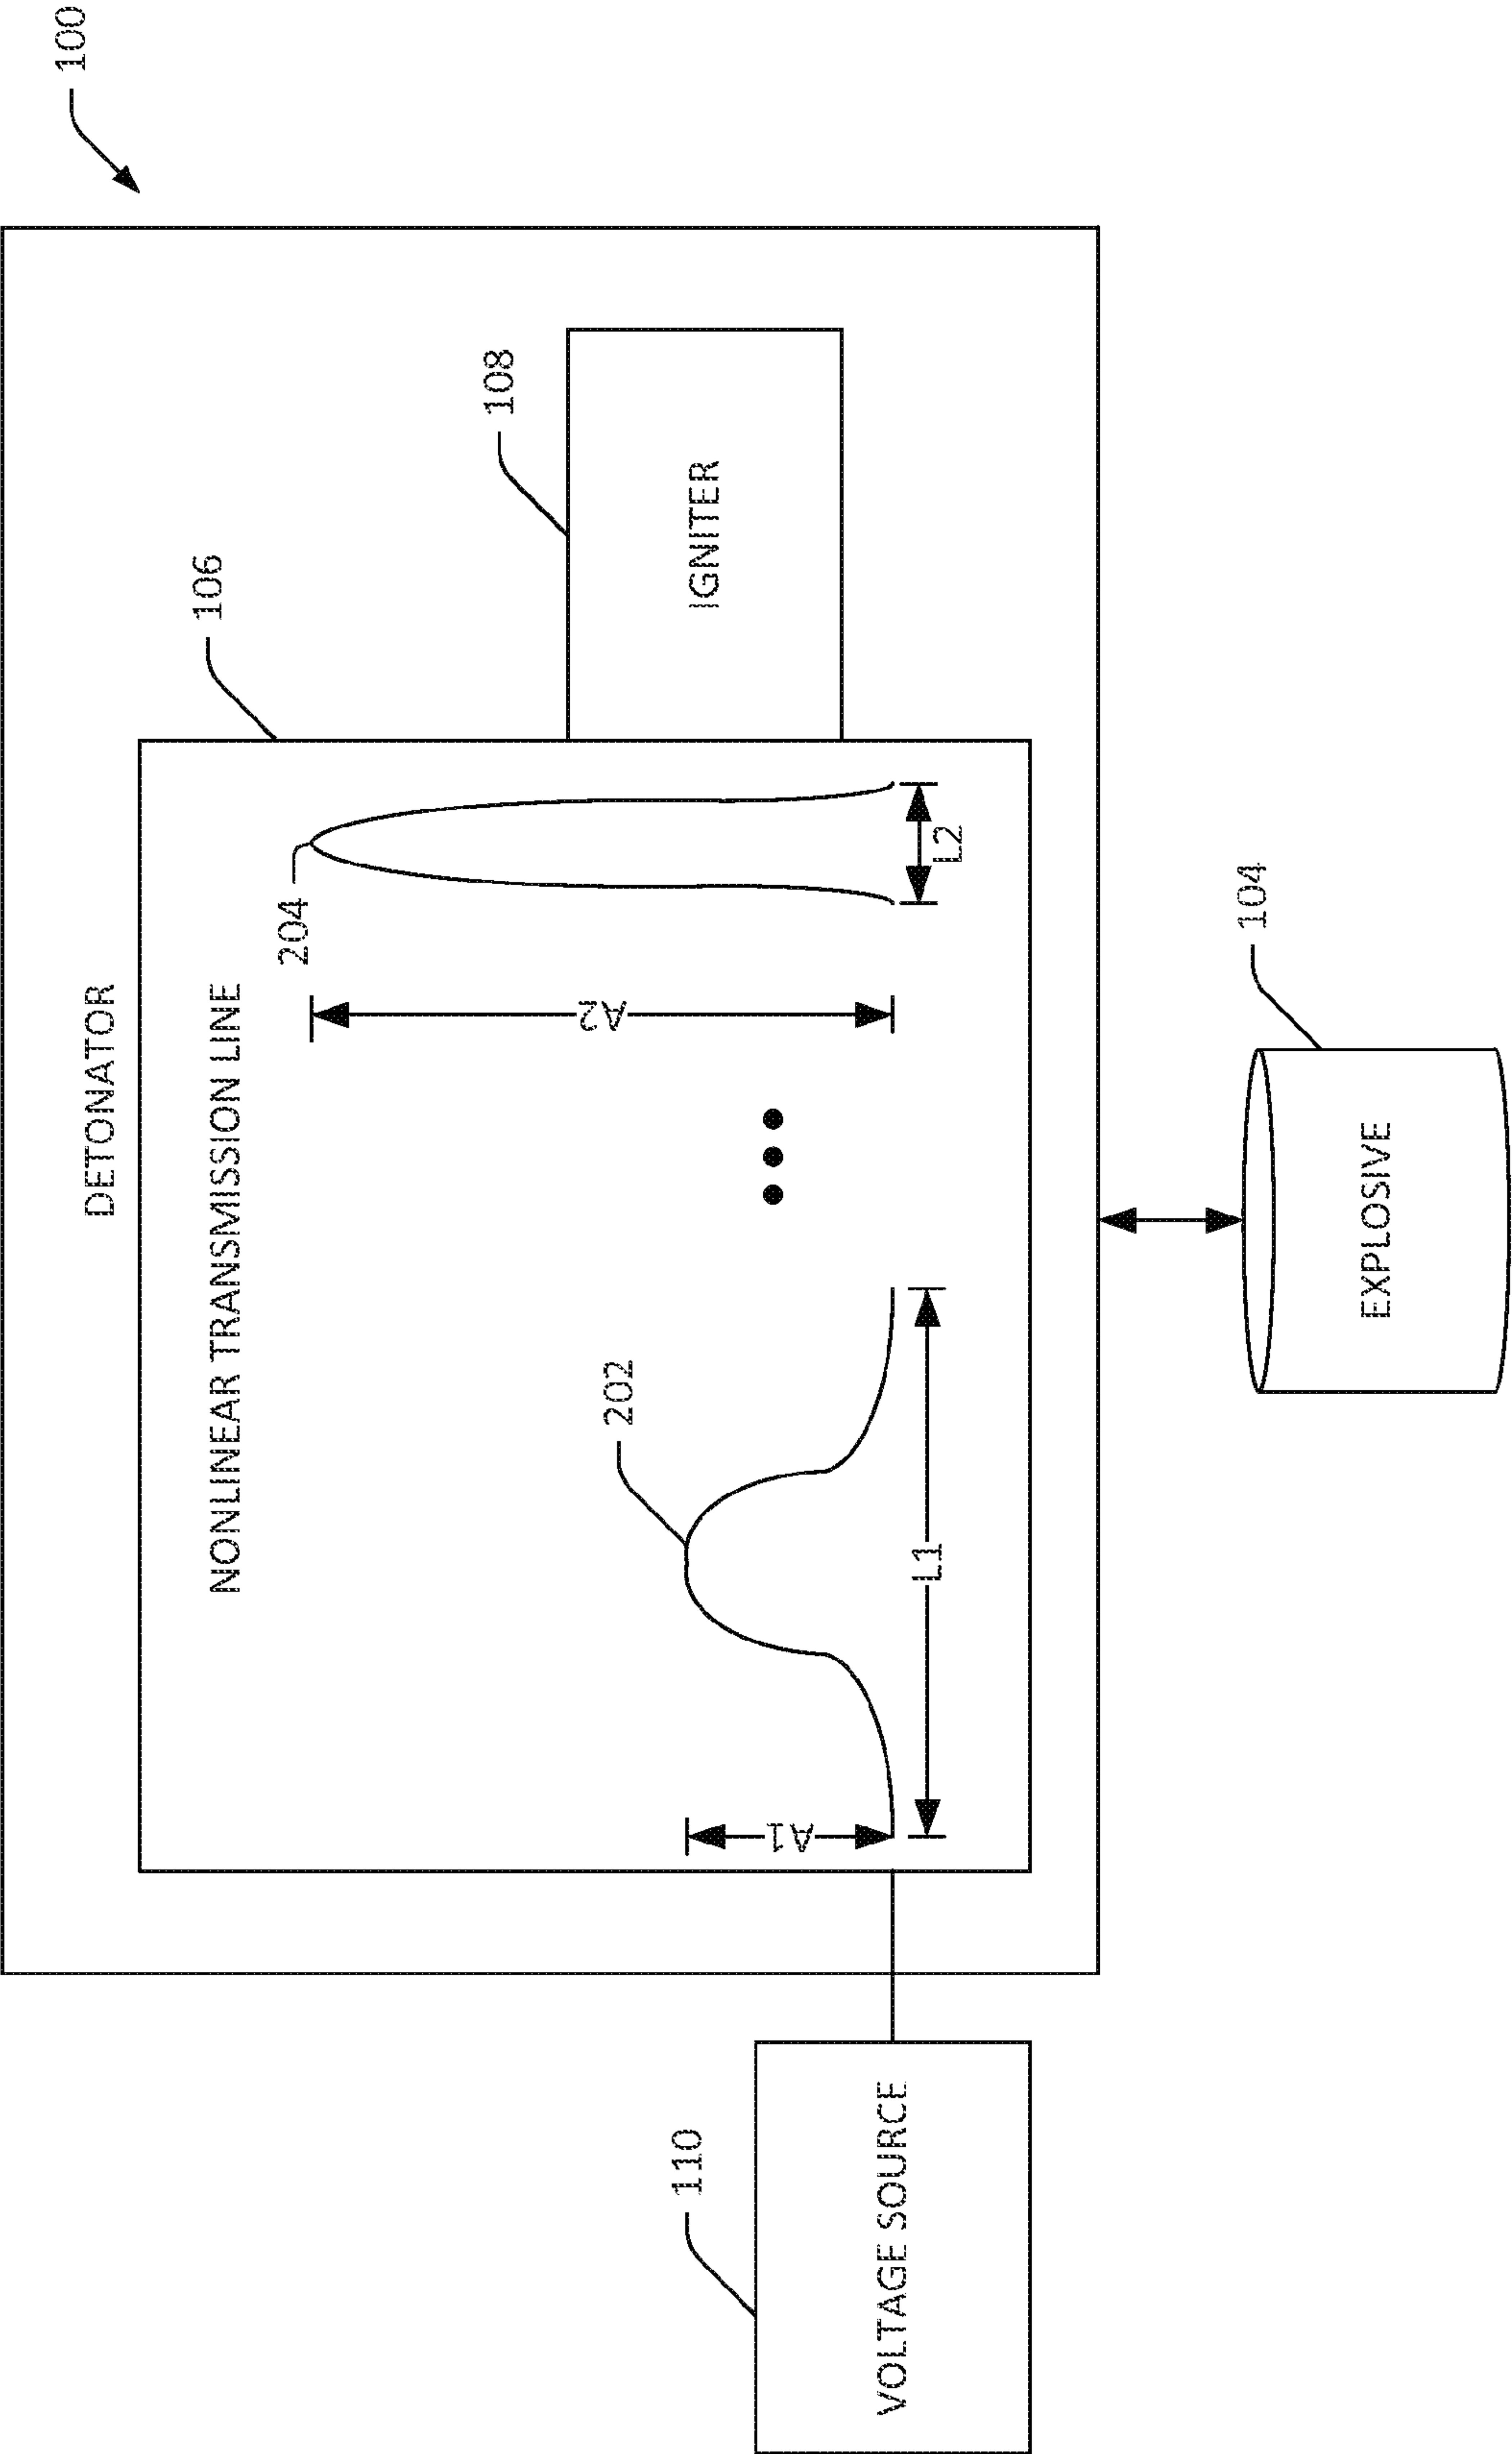 100
DETONATOR
106
NONLINEAR TRANSMISSION LINE
204
108
IGNITER
202
A2
A1
L2
L1
110
VOLTAGE SOURCE
104
EXPLOSIVE